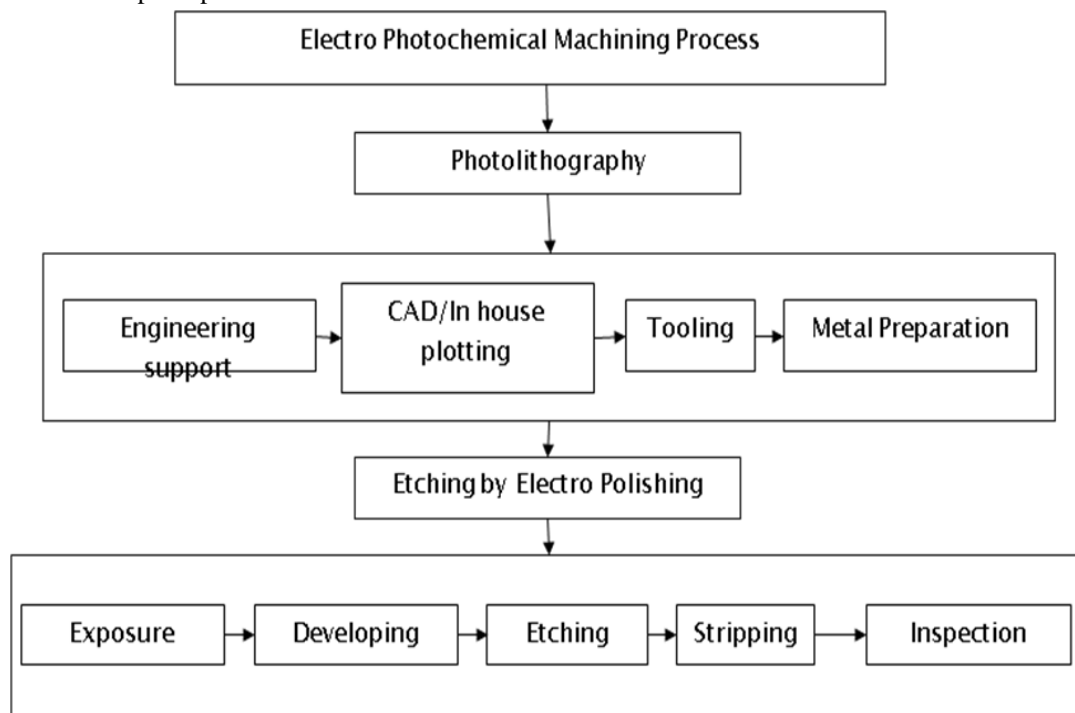 Electro Photochemical Machining Process
Photolithography
Engineering
support
CAD/In house
plotting
Tooling
Metal Preparation
Etching by Electro Polishing
Exposure
Developing
Etching
Stripping
Inspection